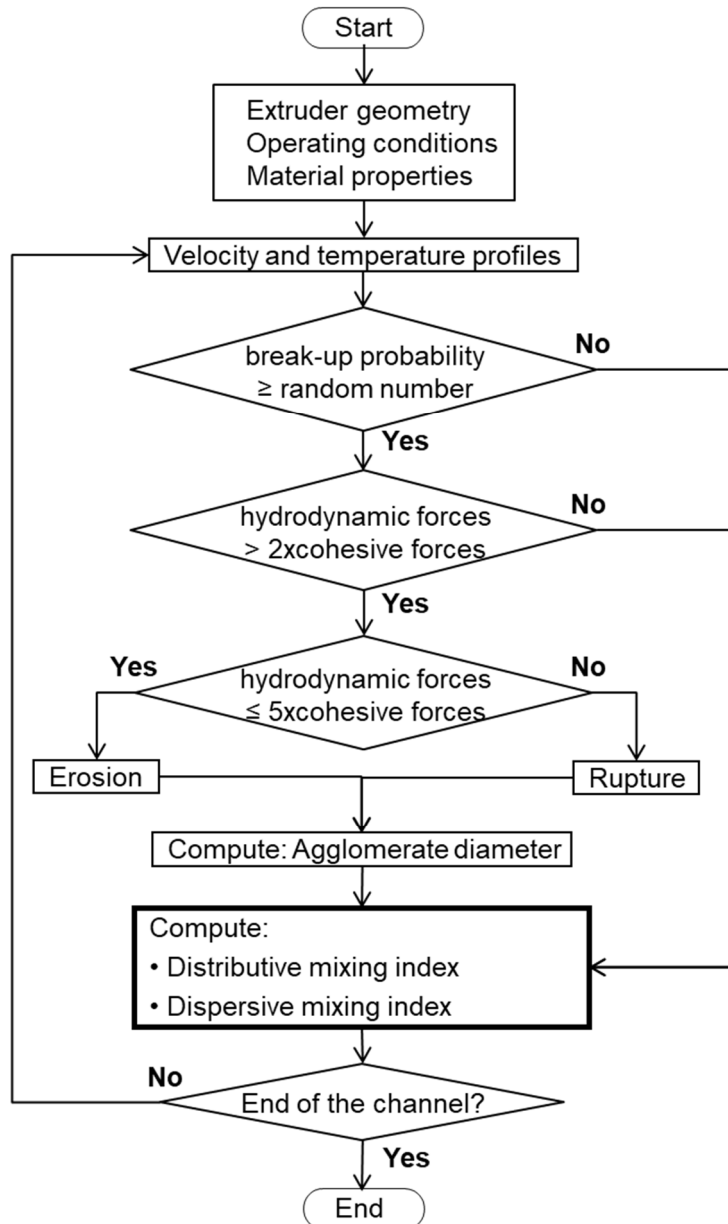 Start
Extruder geometry
Operating conditions
Material properties
Velocity and temperature profiles
break-up probability
≥ random number
No
Yes
hydrodynamic forces
> 2xcohesive forces
No
Yes
hydrodynamic forces
≤ 5xcohesive forces
Yes
No
Erosion
Rupture
Compute: Agglomerate diameter
Compute:
• Distributive mixing index
• Dispersive mixing index
No
End of the channel?
Yes
End